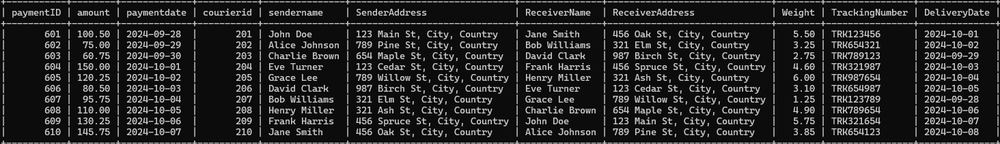 | paymentID | amount | paymentdate | courierid | sendername | SenderAddress | ReceiverName | ReceiverAddress | Weight | TrackingNumber | DeliveryDate |
| 601 | 100.50 | 2024-09-28 | 201 | John Doe | 123 Main St, City, Country | Jane Smith | 456 Oak St, City, Country | 5.50 | TRK123456 | 2024-10-01 |
| 602 | 75.00 | 2024-09-29 | 202 | Alice Johnson | 789 Pine St, City, Country | Bob Williams | 321 Elm St, City, Country | 3.25 | TRK654321 | 2024-10-02 |
| 603 | 60.75 | 2024-09-30 | 203 | Charlie Brown | 654 Maple St, City, Country | David Clark | 987 Birch St, City, Country | 2.75 | TRK789123 | 2024-09-29 |
| 604 | 150.00 | 2024-10-01 | 204 | Eve Turner | 123 Cedar St, City, Country | Frank Harris | 456 Spruce St, City, Country | 4.60 | TRK321987 | 2024-10-03 |
| 605 | 120.25 | 2024-10-02 | 205 | Grace Lee | 789 Willow St, City, Country | Henry Miller | 321 Ash St, City, Country | 6.00 | TRK987654 | 2024-10-04 |
| 606 | 80.50 | 2024-10-03 | 206 | David Clark | 987 Birch St, City, Country | Eve Turner | 123 Cedar St, City, Country | 3.10 | TRK654987 | 2024-10-05 |
| 607 | 95.75 | 2024-10-04 | 207 | Bob Williams | 321 Elm St, City, Country | Grace Lee | 789 Willow St, City, Country | 1.25 | TRK123789 | 2024-09-28 |
| 608 | 110.00 | 2024-10-05 | 208 | Henry Miller | 321 Ash St, City, Country | Charlie Brown | 654 Maple St, City, Country | 4.90 | TRK789654 | 2024-10-06 |
| 609 | 130.25 | 2024-10-06 | 209 | Frank Harris | 456 Spruce St, City, Country | John Doe | 123 Main St, City, Country | 5.75 | TRK321654 | 2024-10-07 |
| 610 | 145.75 | 2024-10-07 | 210 | Jane Smith | 456 Oak St, City, Country | Alice Johnson | 789 Pine St, City, Country | 3.85 | TRK654123 | 2024-10-08 |